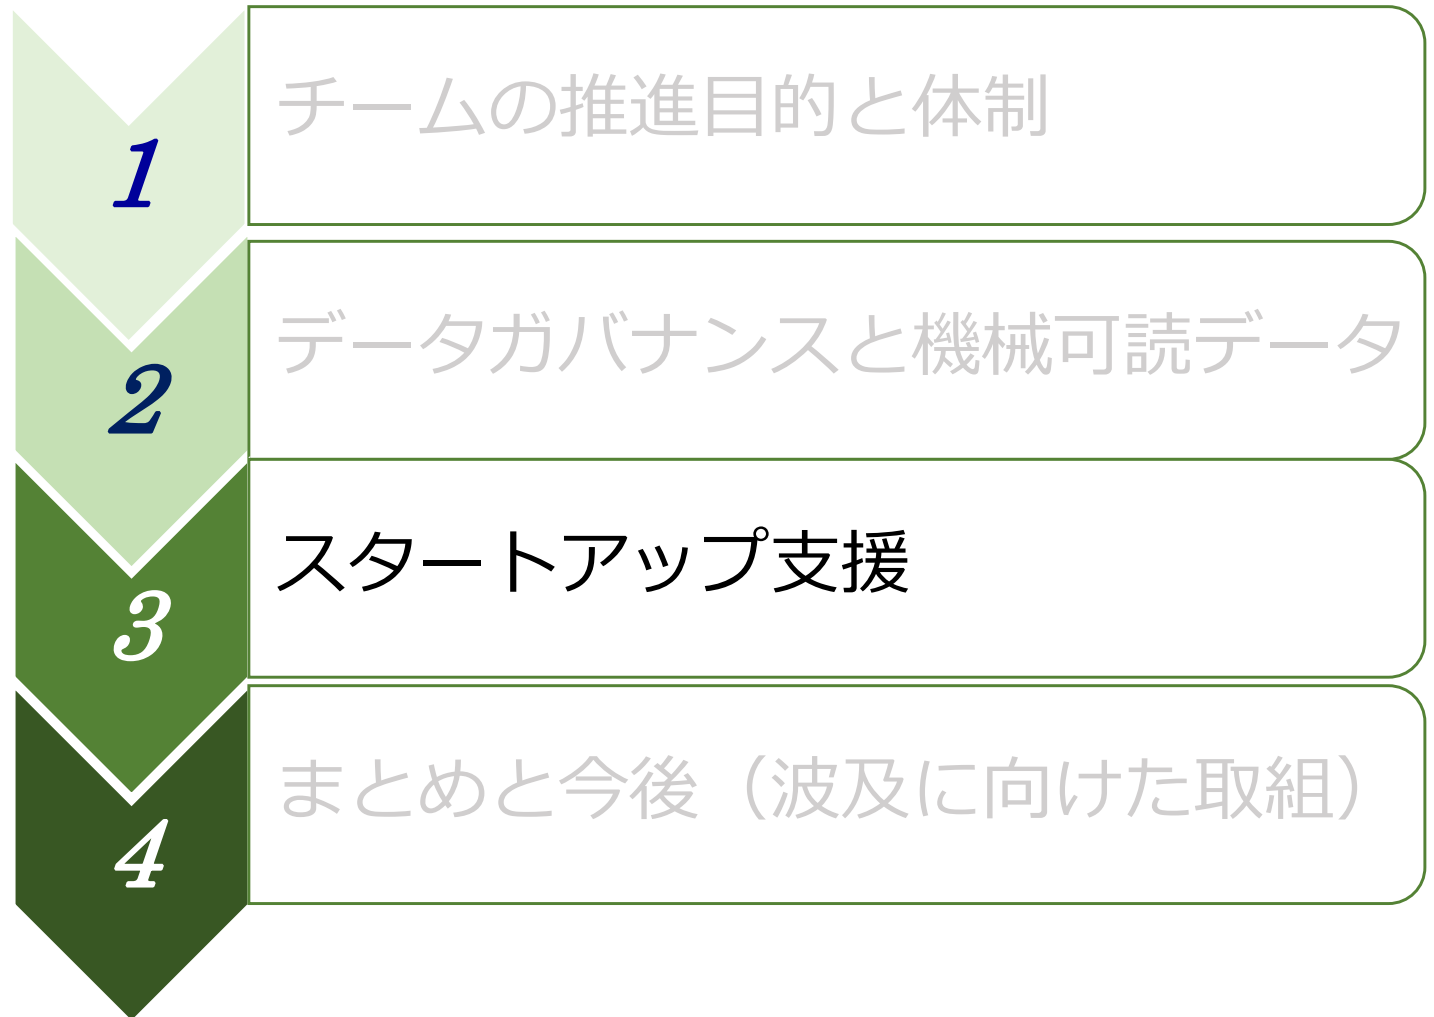 1
チームの推進目的と体制
2
データガバナンスと機械可読データ
3
スタートアップ支援
4
まとめと今後（波及に向けた取組）